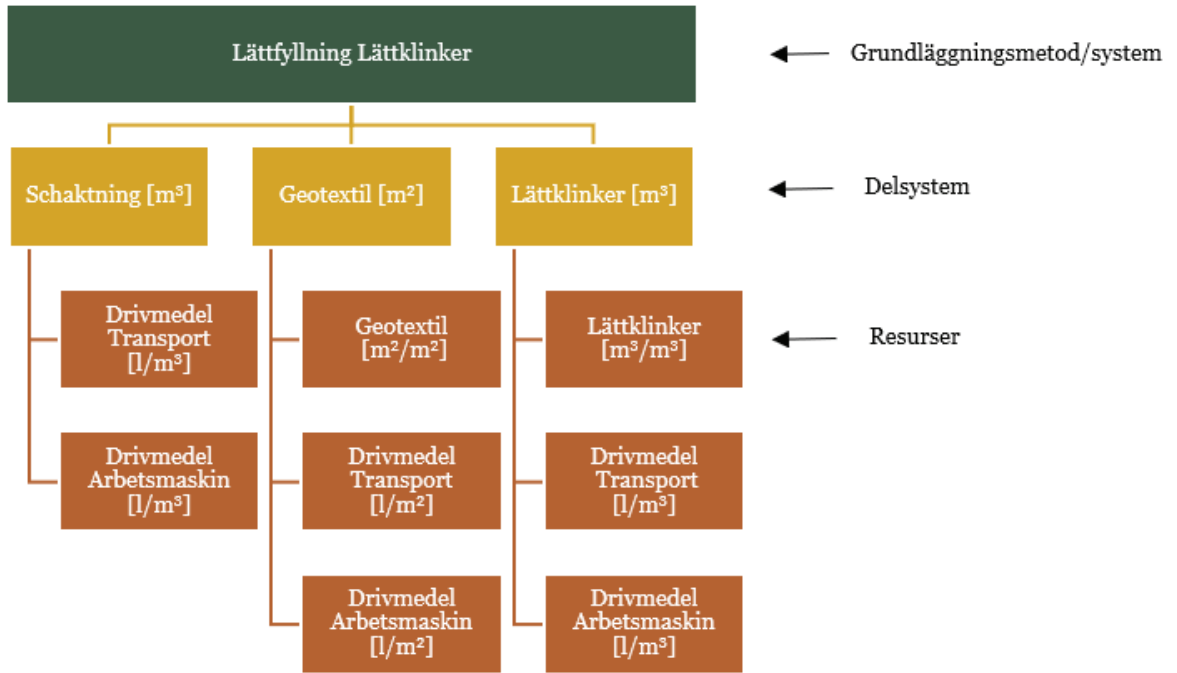 Lättfyllning Lättklinker
Grundläggningsmetod/system
Schaktning [m³]
Geotextil [m²]
Lättklinker [m³]
Delsystem
Drivmedel
Transport
[l/m³]
Geotextil
[m²/m²]
Lättklinker
[m³/m³]
Resurser
Drivmedel
Arbetsmaskin
[l/m³]
Drivmedel
Transport
[l/m²]
Drivmedel
Transport
[l/m³]
Drivmedel
Arbetsmaskin
[l/m²]
Drivmedel
Arbetsmaskin
[l/m³]